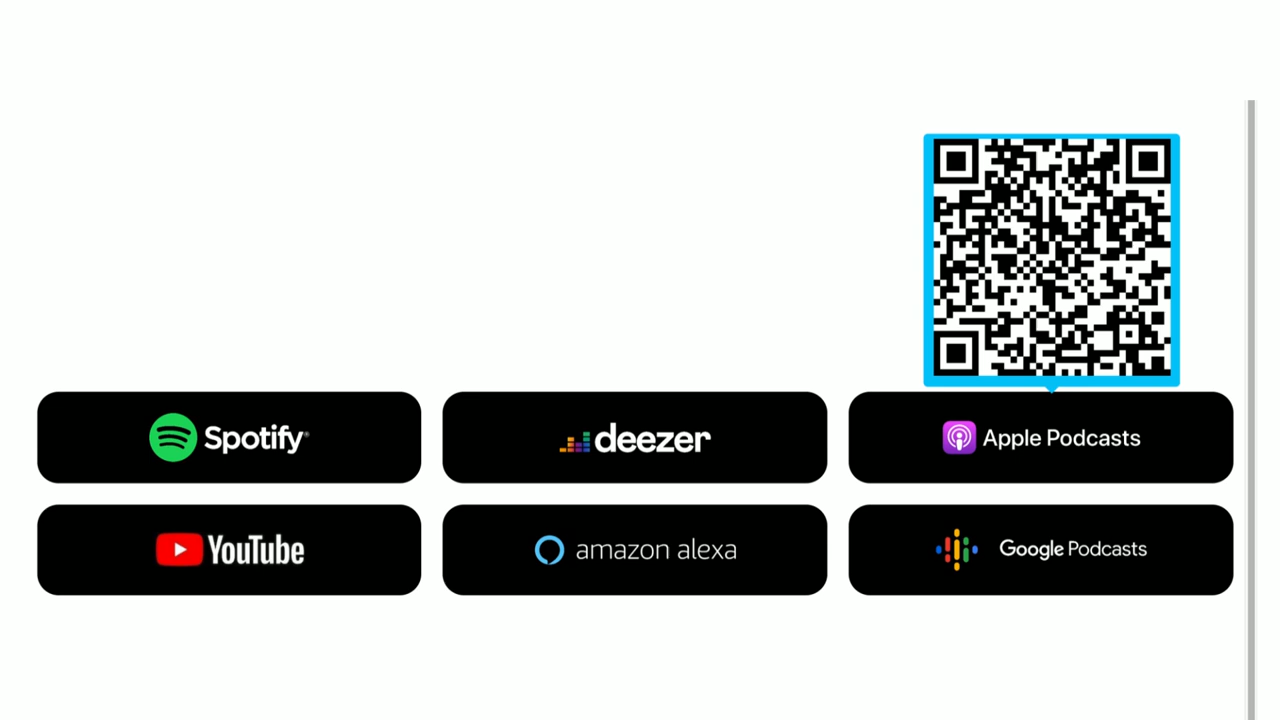 Spotify®
deezer
Apple Podcasts
YouTube
amazon alexa
Google Podcasts